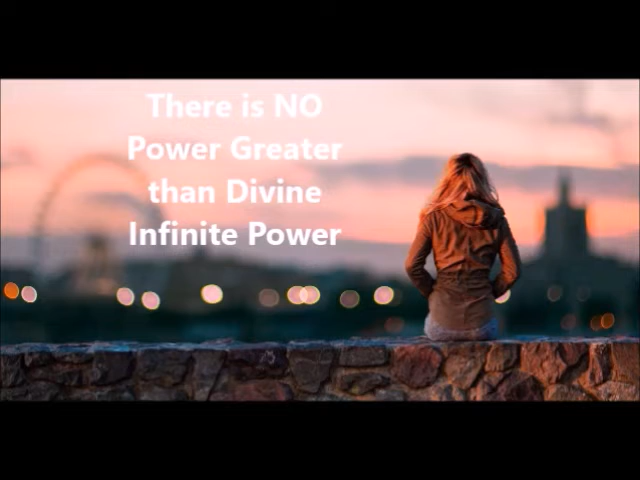 There is NO
Power Greater
than Divine
Infinite Power